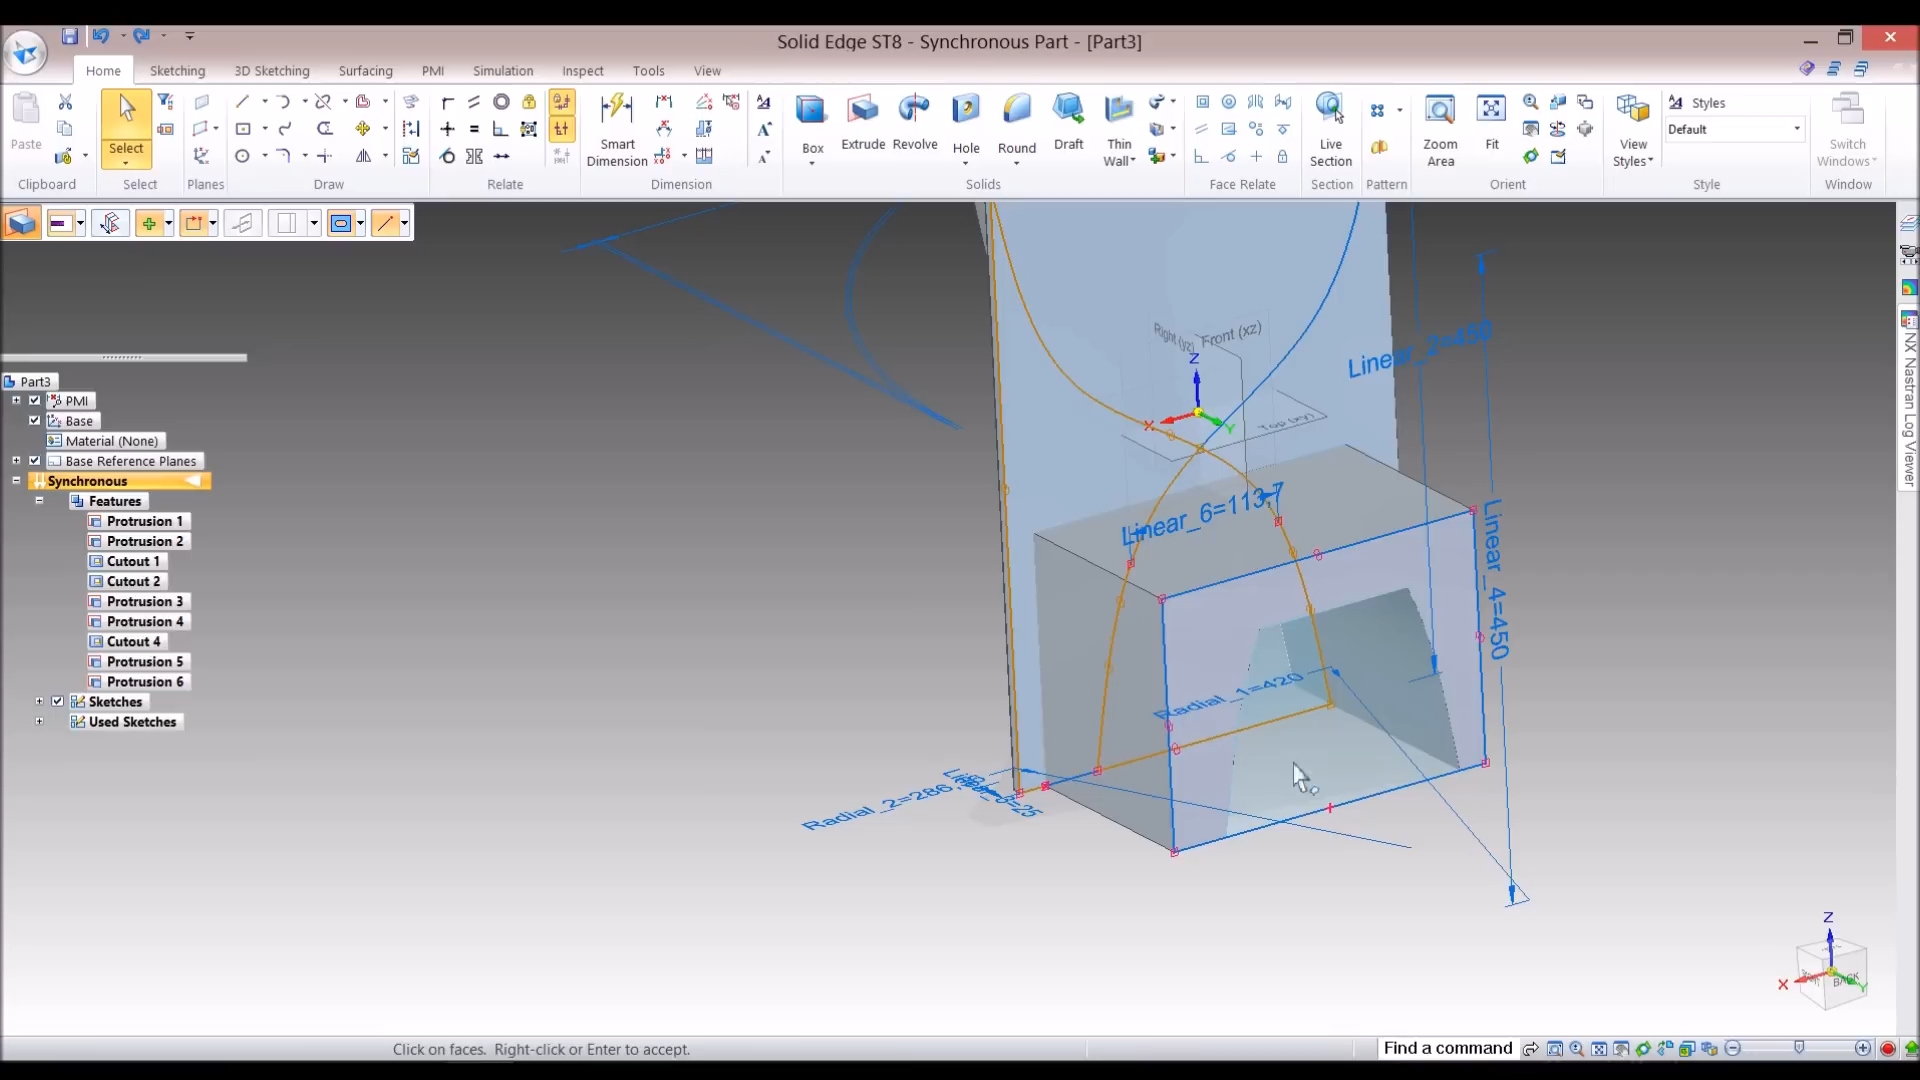 Solid Edge ST8 - Synchronous Part - [Part3]
Home Sketching 3D Sketching Surfacing PMI Simulation Inspect Tools View
Paste
Select
Smart Dimension
Box Extrude Revolve Hole Round Draft Thin Wall
Live Section
Zoom Area
Fit
View Styles
Styles
Default
Switch Windows
Clipboard Select Planes Draw Relate Dimension Solids Face Relate Section Pattern Orient Style Window
Part3
PMI
Base
Material (None)
Base Reference Planes
Synchronous
Features
Protrusion 1
Protrusion 2
Cutout 1
Cutout 2
Protrusion 3
Protrusion 4
Cutout 4
Protrusion 5
Protrusion 6
Sketches
Used Sketches
Right (yz)
Front (xz)
Top (xy)
Z
X
Y
Linear_2=450
Linear_6=113,7
Linear_4=450
Radial_1=420
Radial_2=286,
NX Nastran Log Viewer
Z
X
Y
BACK
Click on faces. Right-click or Enter to accept.
Find a command